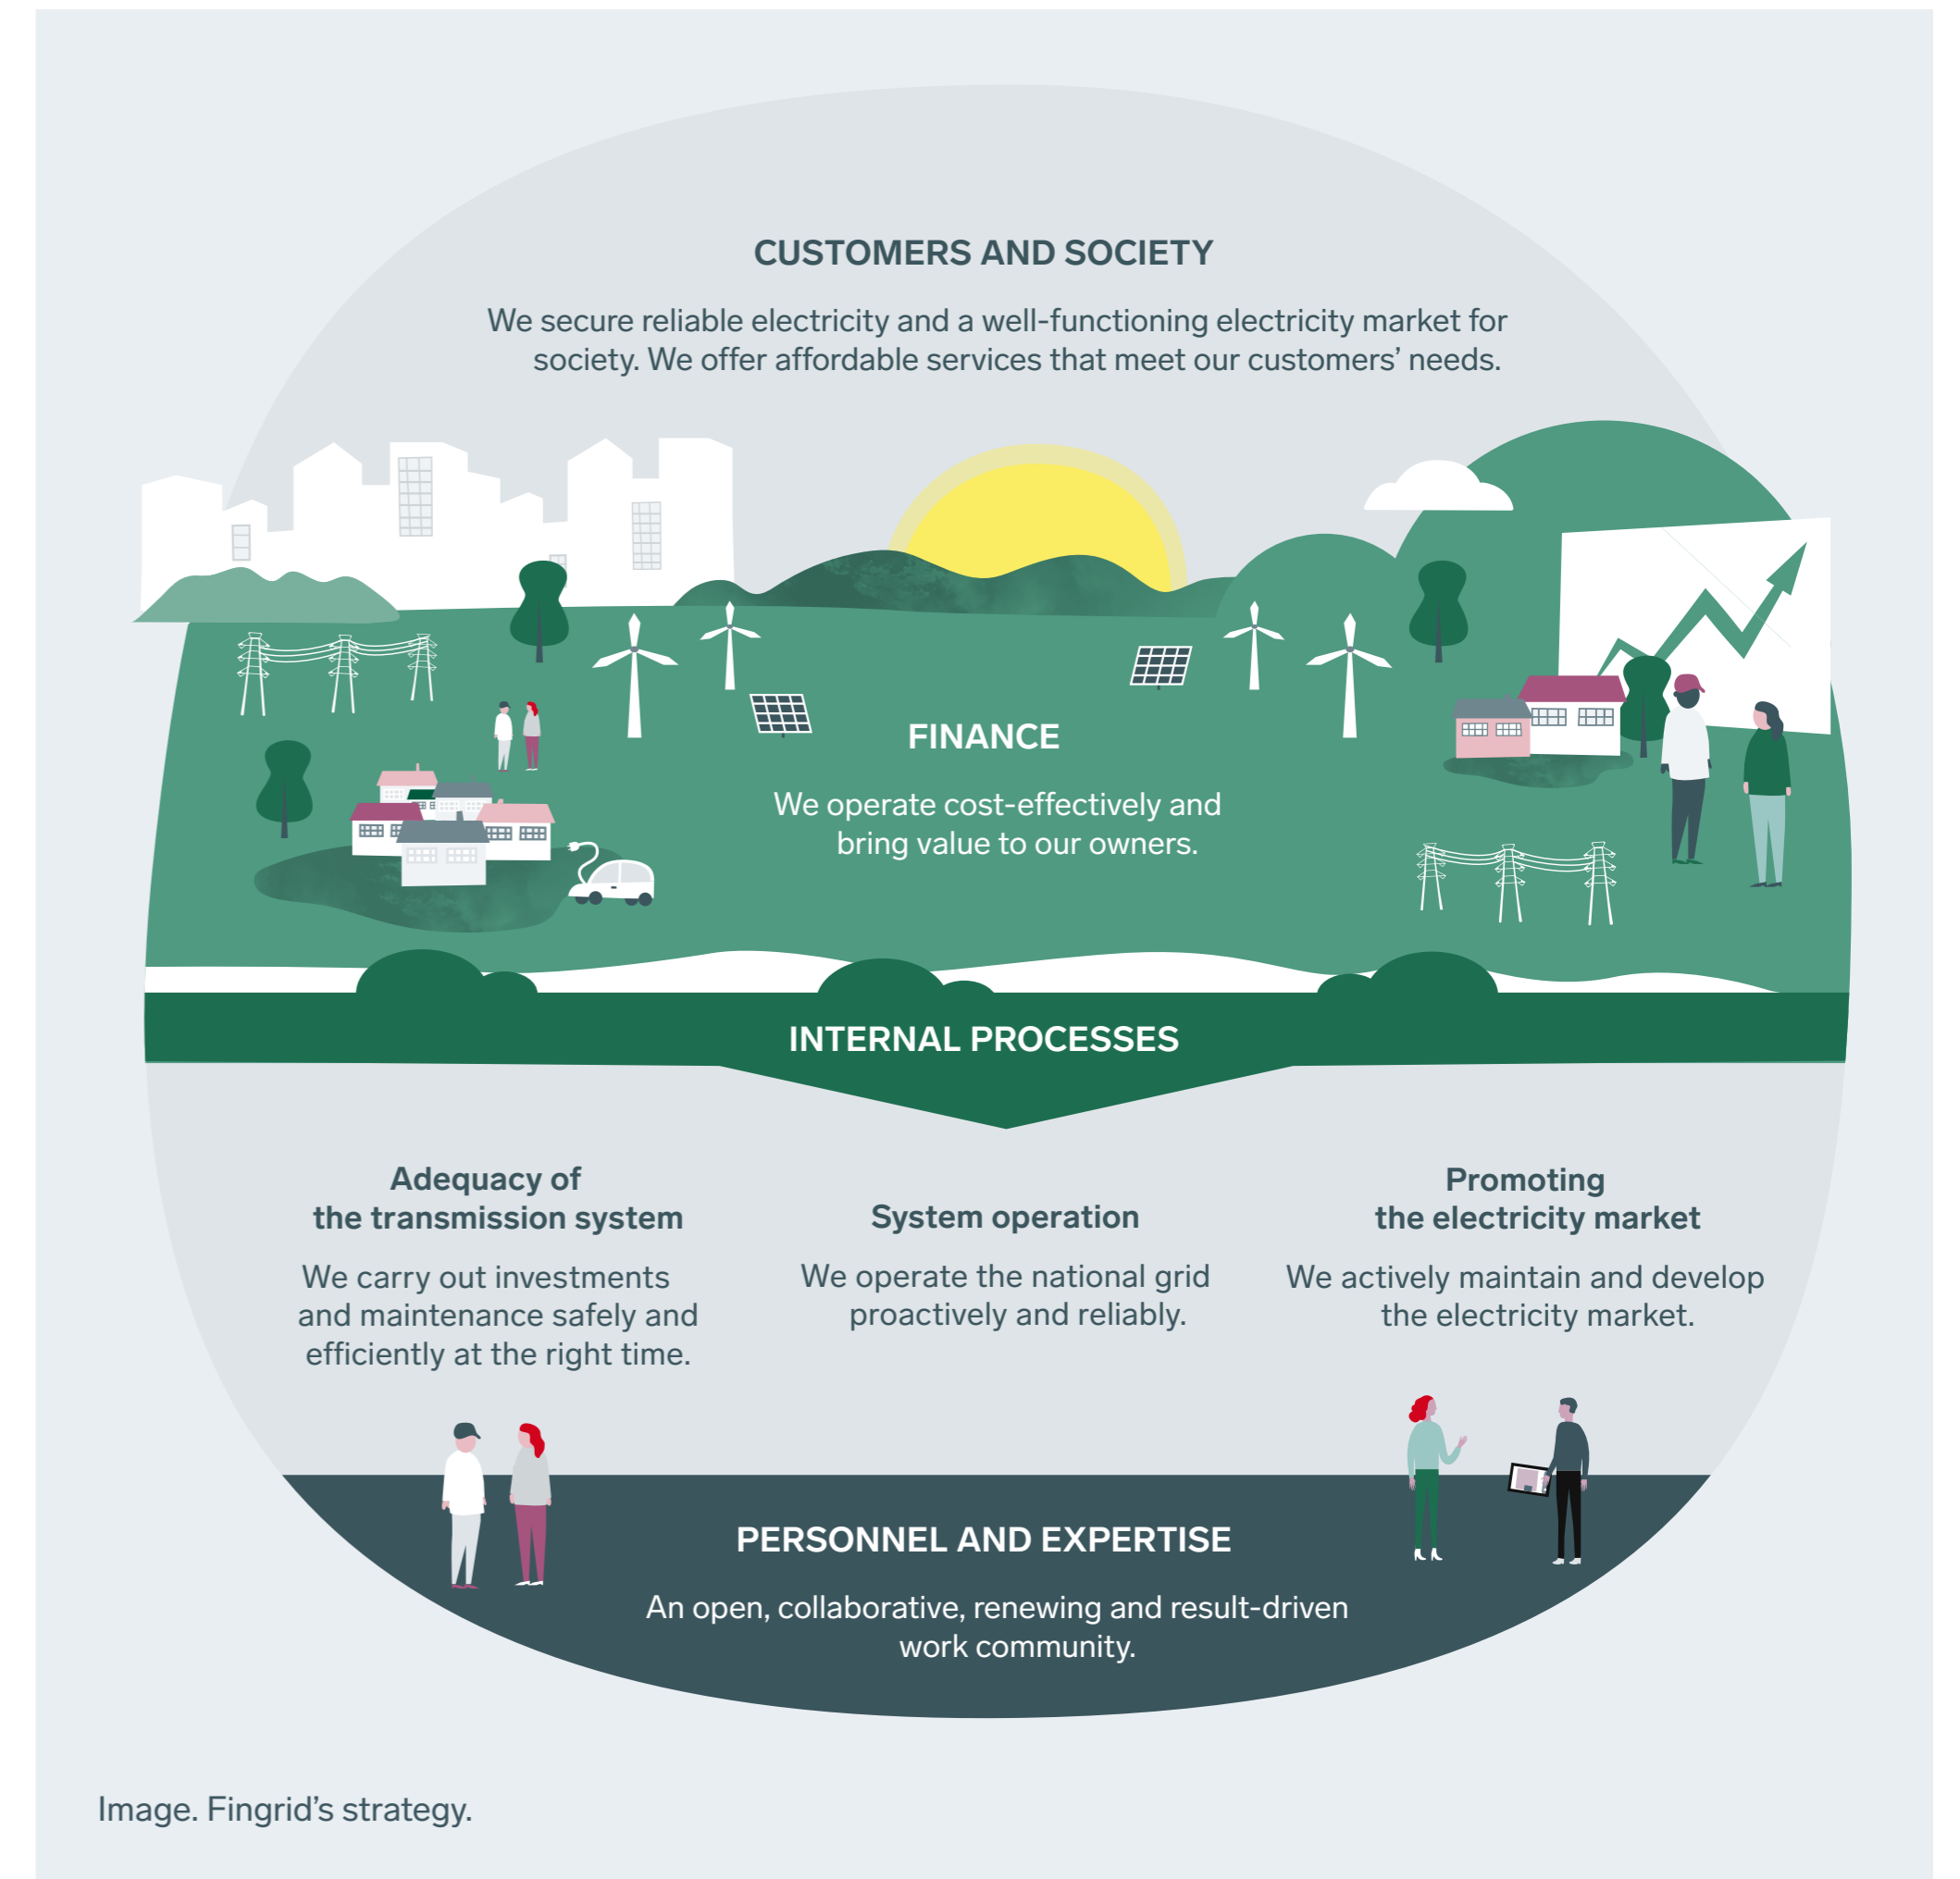 CUSTOMERS AND SOCIETY
We secure reliable electricity and a well-functioning electricity market for
society. We offer affordable services that meet our customers’ needs.
FINANCE
We operate cost-effectively and
bring value to our owners.
INTERNAL PROCESSES
Adequacy of
the transmission system
We carry out investments
and maintenance safely and
efficiently at the right time.
System operation
We operate the national grid
proactively and reliably.
Promoting
the electricity market
We actively maintain and develop
the electricity market.
PERSONNEL AND EXPERTISE
An open, collaborative, renewing and result-driven
work community.
Image. Fingrid’s strategy.